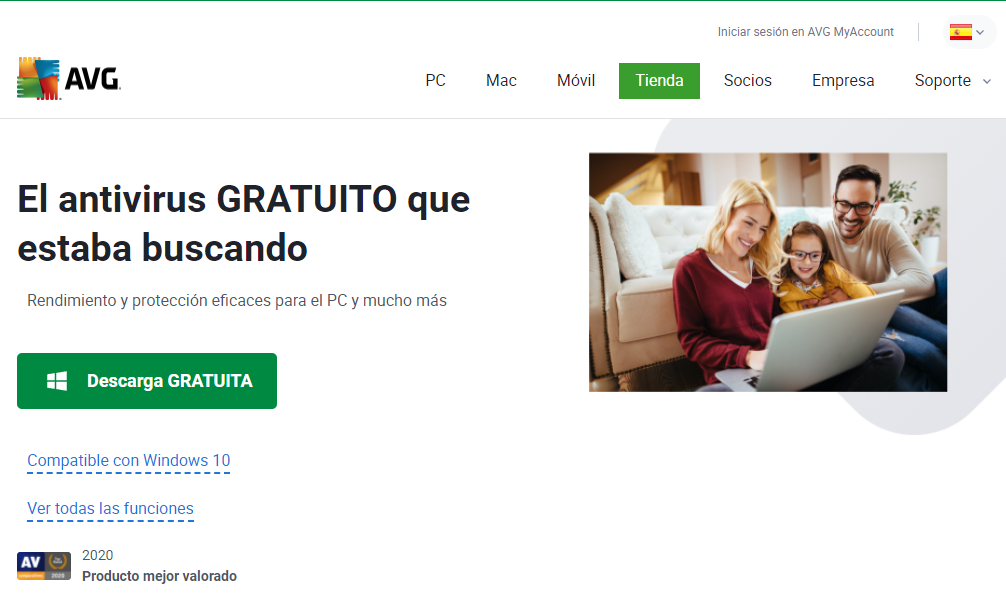 Iniciar sesión en AVG MyAccount
AVG
PC Mac Móvil Tienda Socios Empresa Soporte
El antivirus GRATUITO que
estaba buscando
Rendimiento y protección eficaces para el PC y mucho más
Descarga GRATUITA
Compatible con Windows 10
Ver todas las funciones
AV
2020
2020
Producto mejor valorado